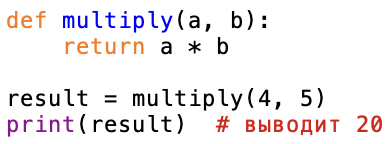 def multiply(a, b):
    return a * b

result = multiply(4, 5)
print(result)  # выводит 20